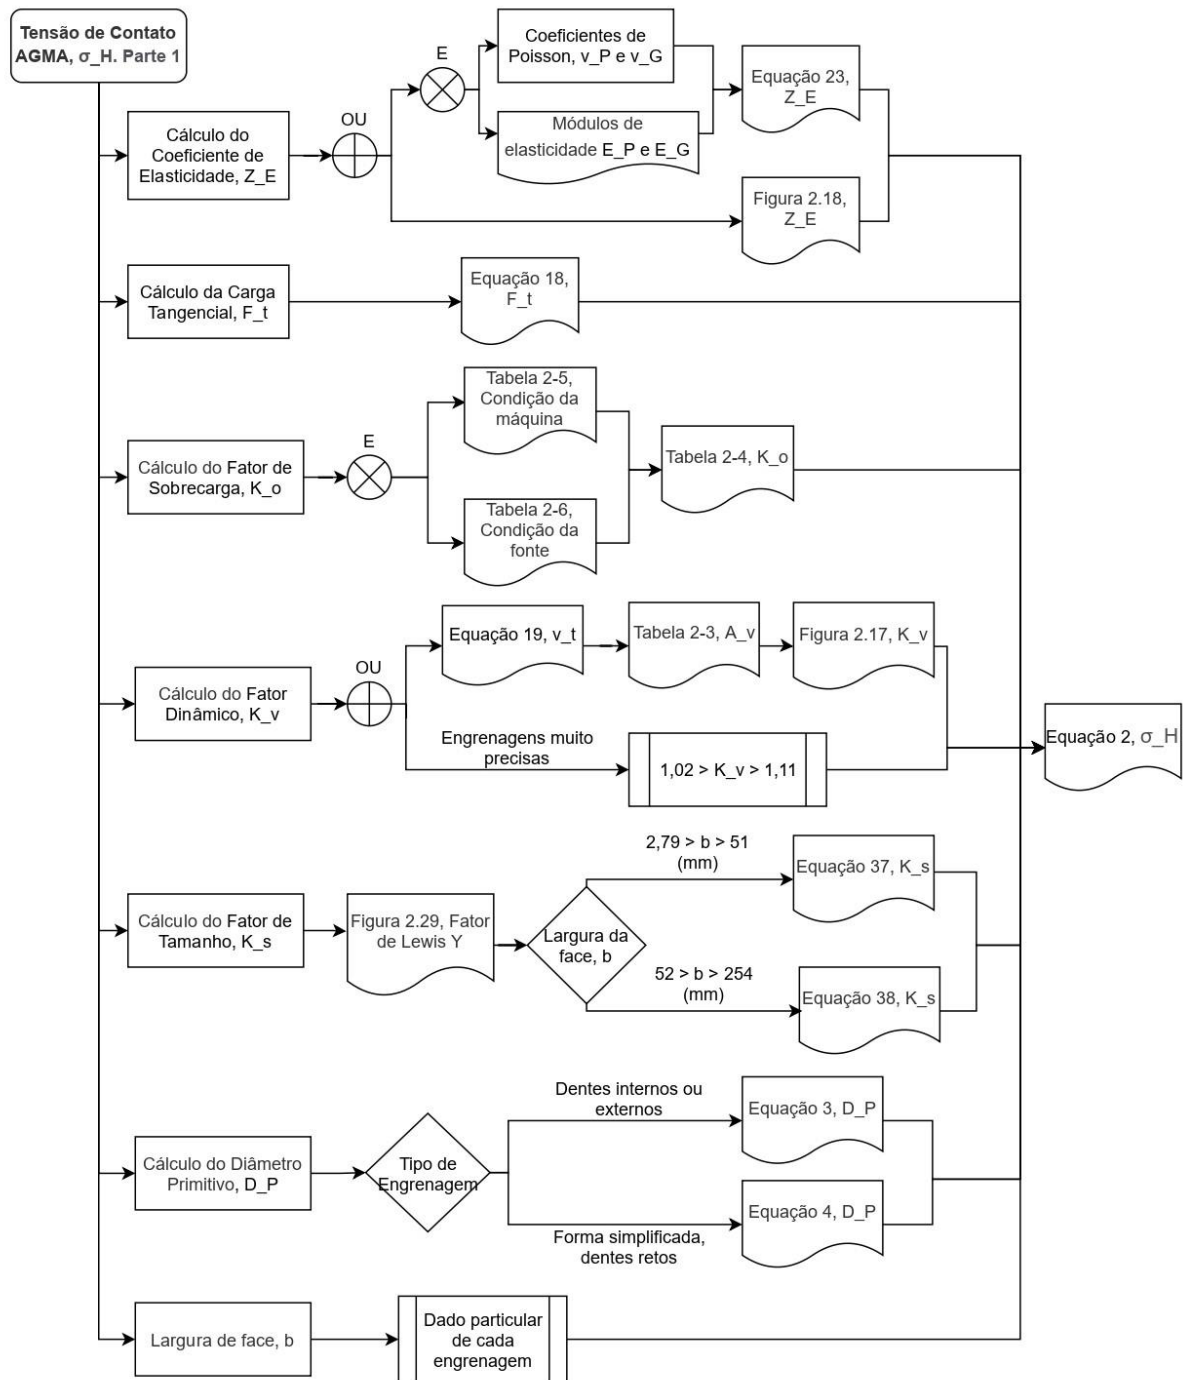 Tensão de Contato
AGMA, σ_H. Parte 1
Cálculo do
Coeficiente de
Elasticidade, Z_E
OU
E
Coeficientes de
Poisson, v_P e v_G
Módulos de
elasticidade E_P e E_G
Equação 23,
Z_E
Figura 2.18,
Z_E
Cálculo da Carga
Tangencial, F_t
Equação 18,
F_t
Cálculo do Fator de
Sobrecarga, K_o
E
Tabela 2-5,
Condição da
máquina
Tabela 2-6,
Condição da
fonte
Tabela 2-4, K_o
Cálculo do Fator
Dinâmico, K_v
OU
Equação 19, v_t
Tabela 2-3, A_v
Figura 2.17, K_v
Engrenagens muito
precisas
1,02 > K_v > 1,11
Equação 2, σ_H
Cálculo do Fator de
Tamanho, K_s
Figura 2.29, Fator
de Lewis Y
Largura da
face, b
2,79 > b > 51
(mm)
Equação 37, K_s
52 > b > 254
(mm)
Equação 38, K_s
Cálculo do Diâmetro
Primitivo, D_P
Tipo de
Engrenagem
Dentes internos ou
externos
Equação 3, D_P
Forma simplificada,
dentes retos
Equação 4, D_P
Largura de face, b
Dado particular
de cada
engrenagem